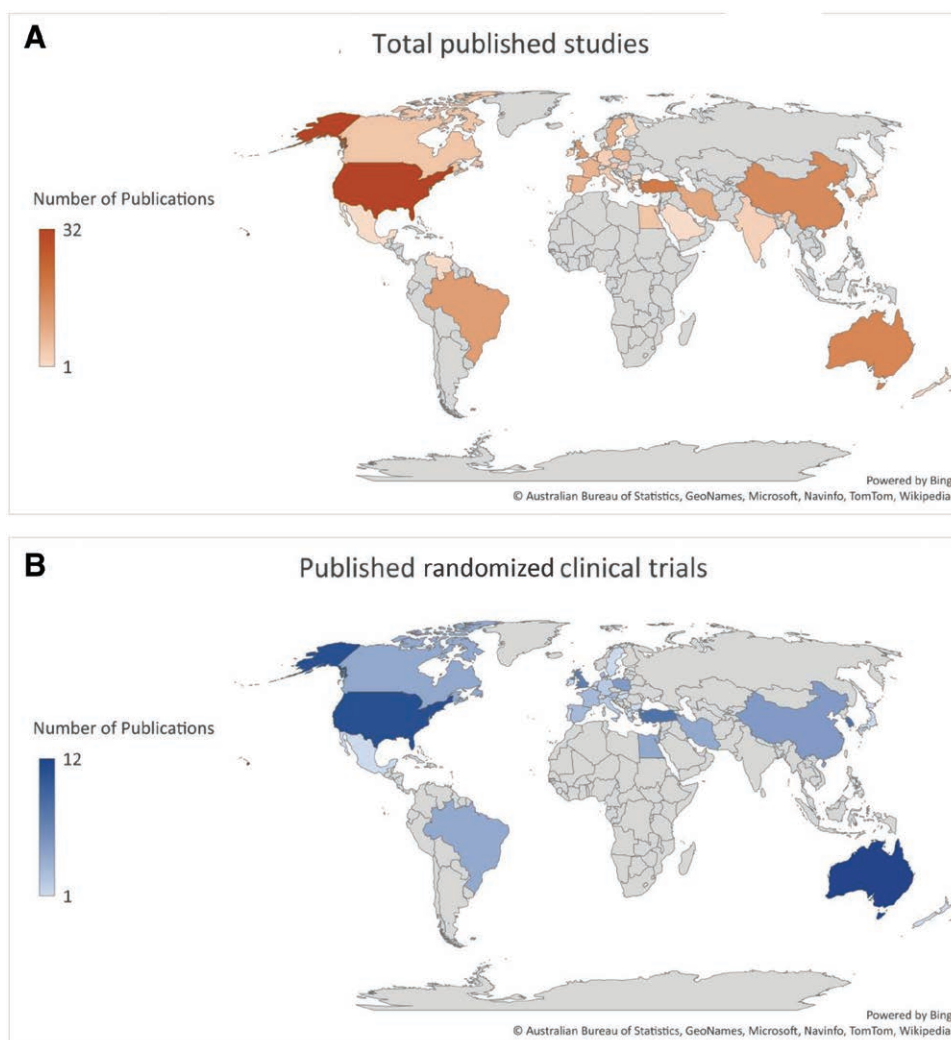 A
Total published studies
Number of Publications
32
1
Powered by Bing
© Australian Bureau of Statistics, GeoNames, Microsoft, Navinfo, TomTom, Wikipedia
B
Published randomized clinical trials
Number of Publications
12
1
Powered by Bing
© Australian Bureau of Statistics, GeoNames, Microsoft, Navinfo, TomTom, Wikipedia